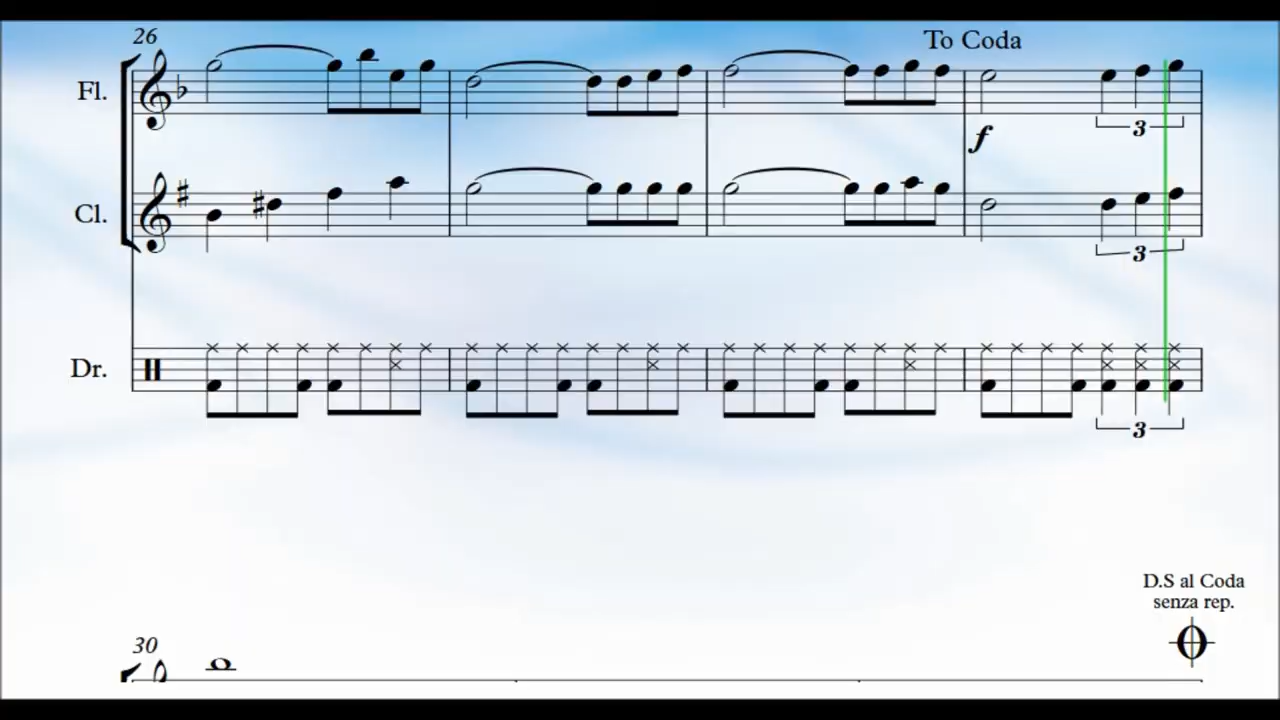 26
To Coda
Fl.
3
f
Cl.
3
Dr.
3
D.S al Coda
senza rep.
30